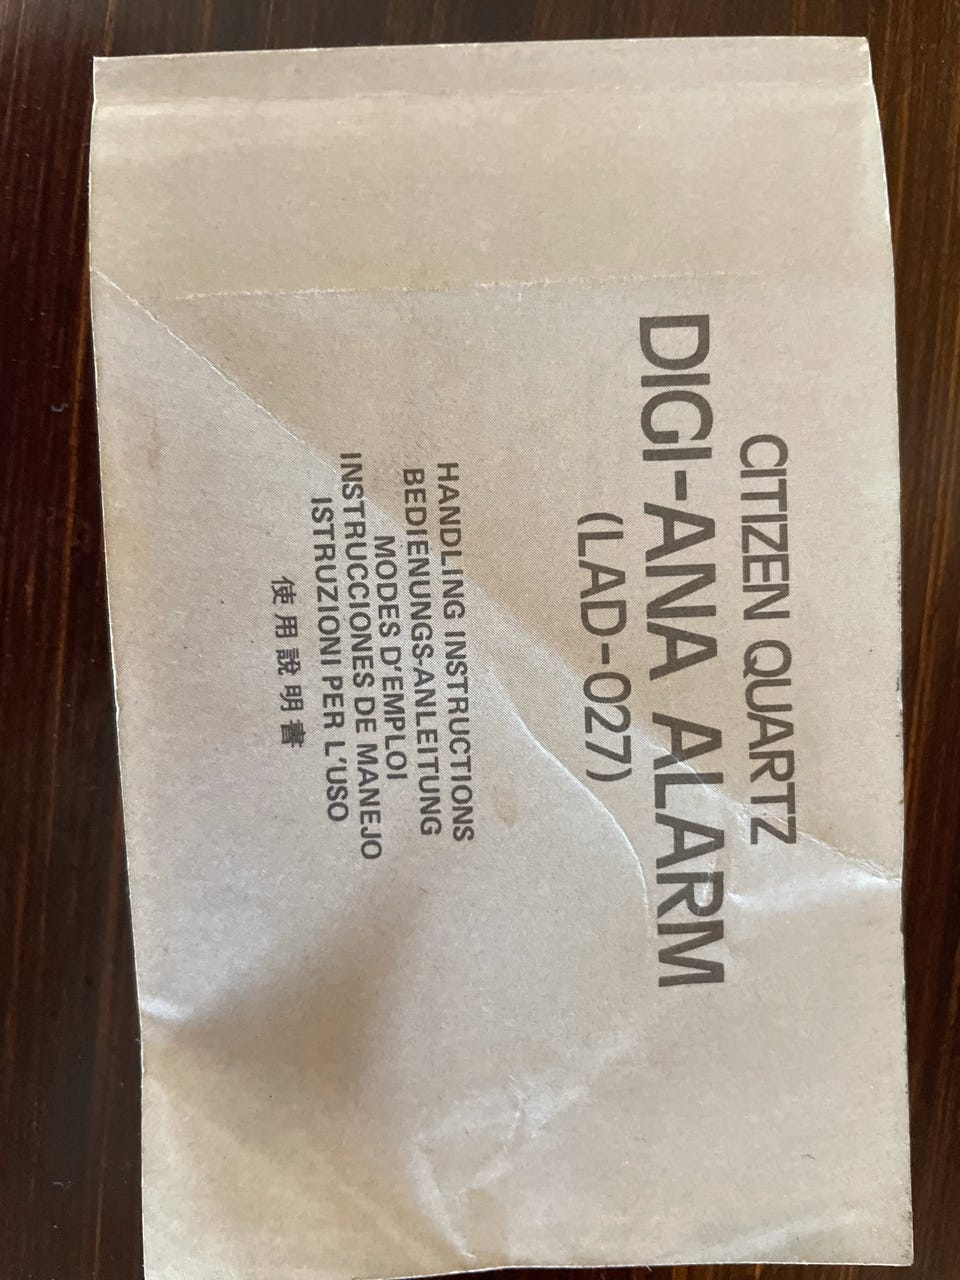 CITIZEN QUARTZ
DIGI-ANA ALARM
(LAD-027)
HANDLING INSTRUCTIONS
BEDIENUNGS-ANLEITUNG
MODES D'EMPLOI
INSTRUCCIONES DE MANEJO
ISTRUZIONI PER L'USO
使用說明書